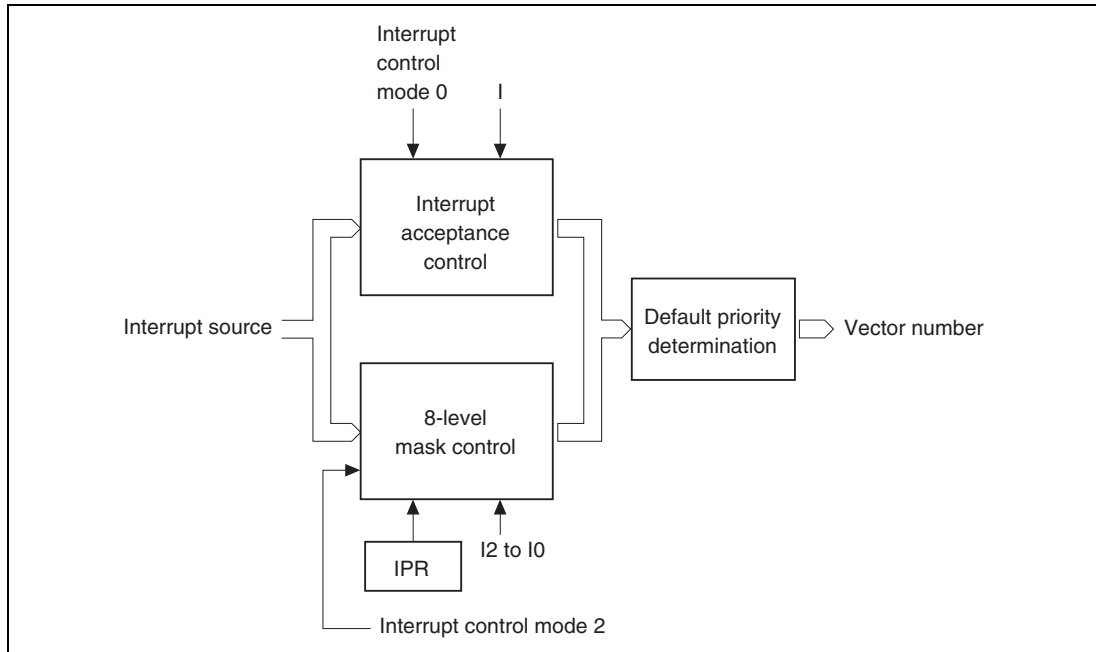 Interrupt
control
mode 0
I
Interrupt
acceptance
control
Interrupt source
Default priority
determination
Vector number
8-level
mask control
I2 to I0
IPR
Interrupt control mode 2